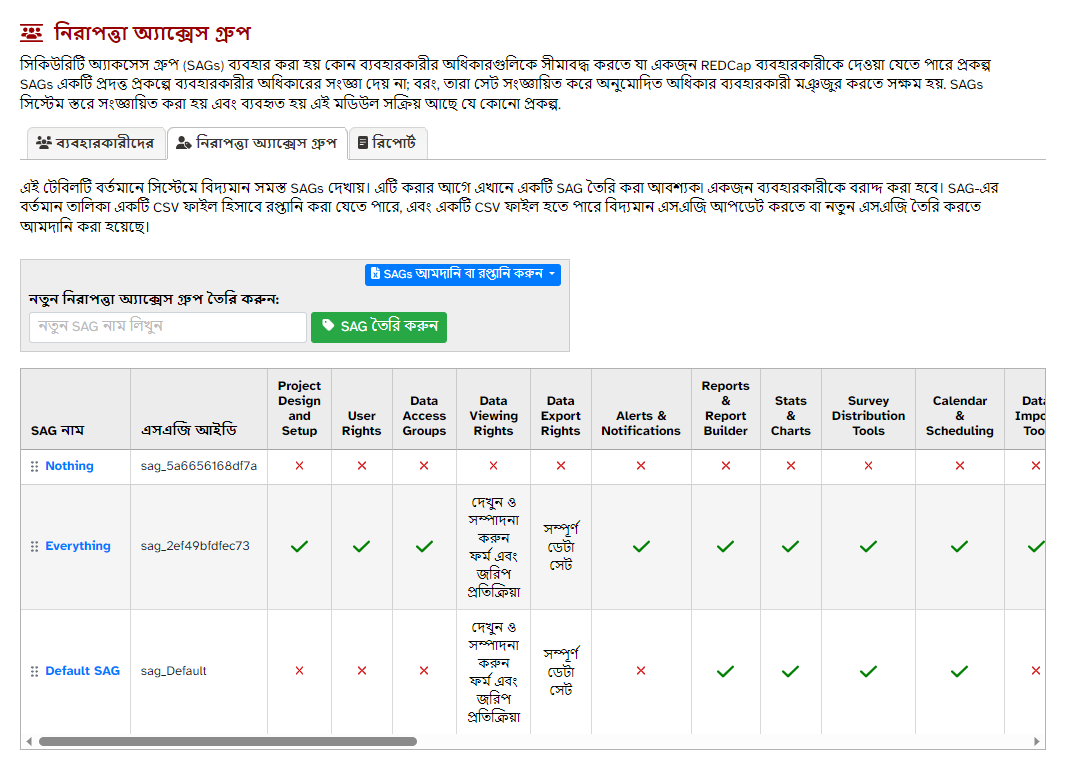 নিরাপত্তা অ্যাক্সেস গ্রুপ
সিকিউরিটি অ্যাকসেস গ্রুপ (SAGs) ব্যবহার করা হয় কোন ব্যবহারকারীর অধিকারগুলিকে সীমাবদ্ধ করতে যা একজন REDCap ব্যবহারকারীকে দেওয়া যেতে পারে প্রকল্প
SAGs একটি প্রদত্ত প্রকল্পে ব্যবহারকারীর অধিকারের সংজ্ঞা দেয় না; বরং, তারা সেট সংজ্ঞায়িত করে অনুমোদিত অধিকার ব্যবহারকারী মঞ্জুর করতে সক্ষম হয়. SAGs
সিস্টেম স্তরে সংজ্ঞায়িত করা হয় এবং ব্যবহৃত হয় এই মডিউল সক্রিয় আছে যে কোনো প্রকল্প.
ব্যবহারকারীদের নিরাপত্তা অ্যাক্সেস গ্রুপ রিপোর্ট
এই টেবিলটি বর্তমানে সিস্টেমে বিদ্যমান সমস্ত SAGs দেখায়। এটি করার আগে এখানে একটি SAG তৈরি করা আবশ্যক৷ একজন ব্যবহারকারীকে বরাদ্দ করা হবে। SAG-এর
বর্তমান তালিকা একটি CSV ফাইল হিসাবে রপ্তানি করা যেতে পারে, এবং একটি CSV ফাইল হতে পারে বিদ্যমান এসএজি আপডেট করতে বা নতুন এসএজি তৈরি করতে
আমদানি করা হয়েছে।
SAGs আমদানি বা রপ্তানি করুন
নতুন নিরাপত্তা অ্যাক্সেস গ্রুপ তৈরি করুন:
নতুন SAG নাম লিখুন SAG তৈরি করুন
Project Reports
Design Data Data Data & Stats Survey Calendar Data
and User Access Viewing Export Alerts & Report & Distribution & Impo
SAG নাম এসএজি আইডি Setup Rights Groups Rights Rights Notifications Builder Charts Tools Scheduling Too
Nothing sag_5a6656168df7a
দেখুন ও
সম্পাদনা সম্পূর্ণ
করুন ডেটা
Everything sag_2ef49bfdfec73
ফর্ম এবং সেট
জরিপ
প্রতিক্রিয়া
দেখুন ও
সম্পাদনা সম্পূর্ণ
করুন ডেটা
Default SAG sag_Default
ফর্ম এবং সেট
জরিপ
প্রতিক্রিয়া